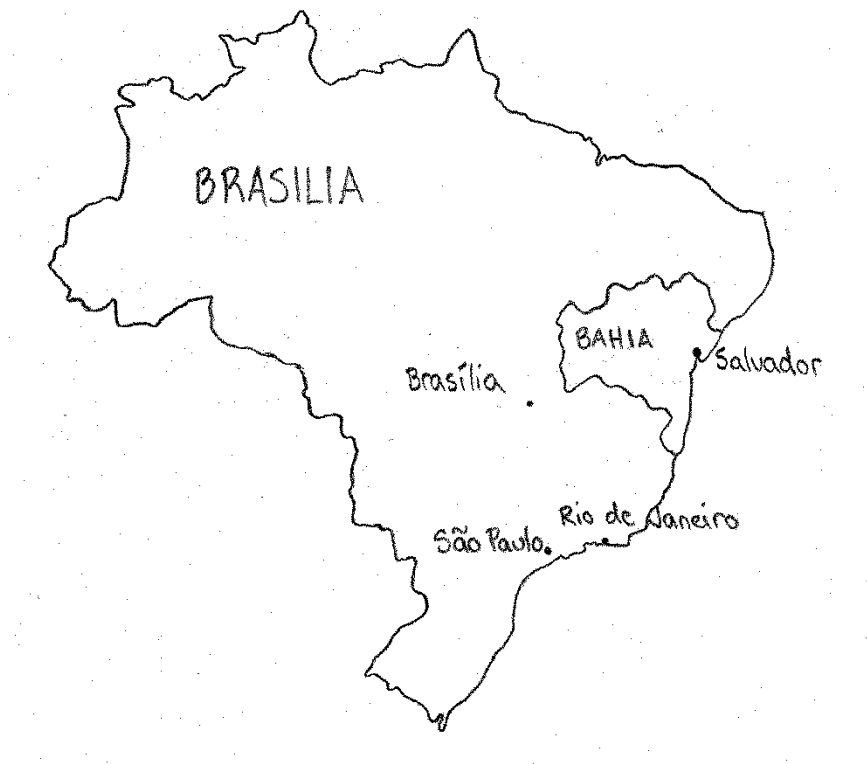 BRASILIA
BAHIA
Salvador
Brasília
Rio de Janeiro
São Paulo